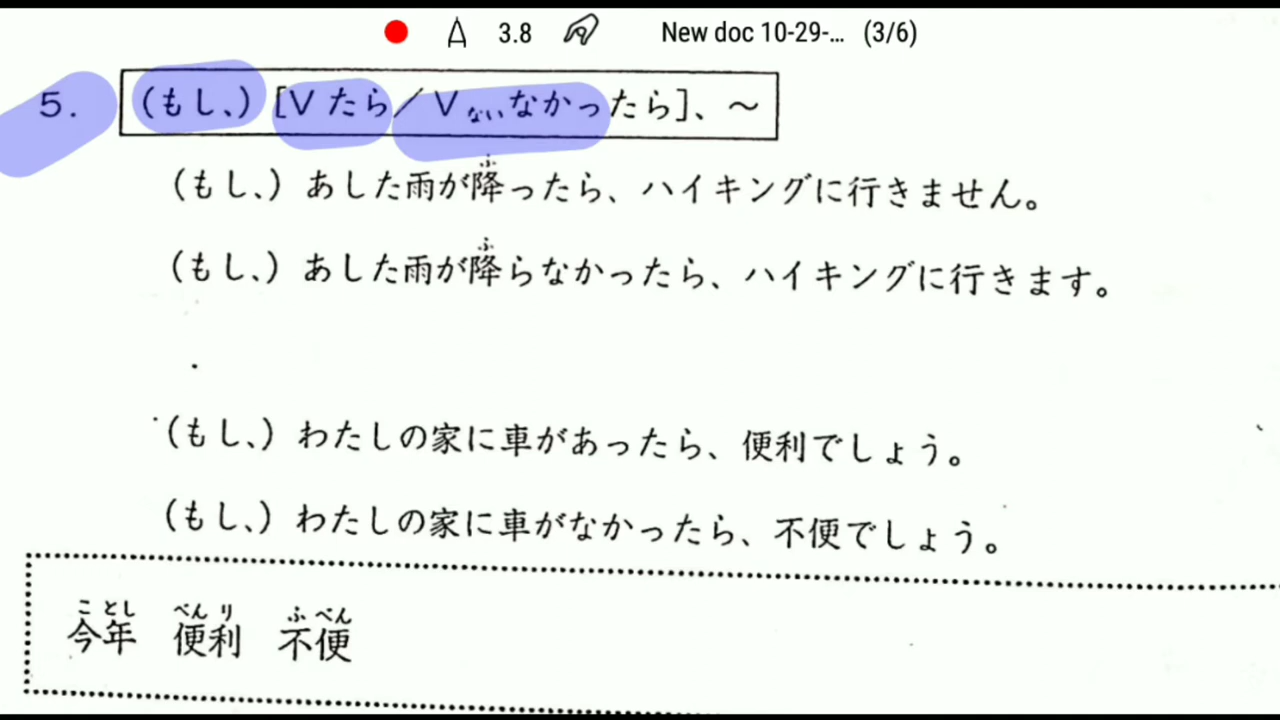 3.8 New doc 10-29-... (3/6)
5. (もし、) [Vたら／Vないなかったら]、～
(もし、) あした雨が降ったら、ハイキングに行きません。
(もし、) あした雨が降らなかったら、ハイキングに行きます。
(もし、) わたしの家に車があったら、便利でしょう。
(もし、) わたしの家に車がなかったら、不便でしょう。
ことし べんり ふべん
今年 便利 不便